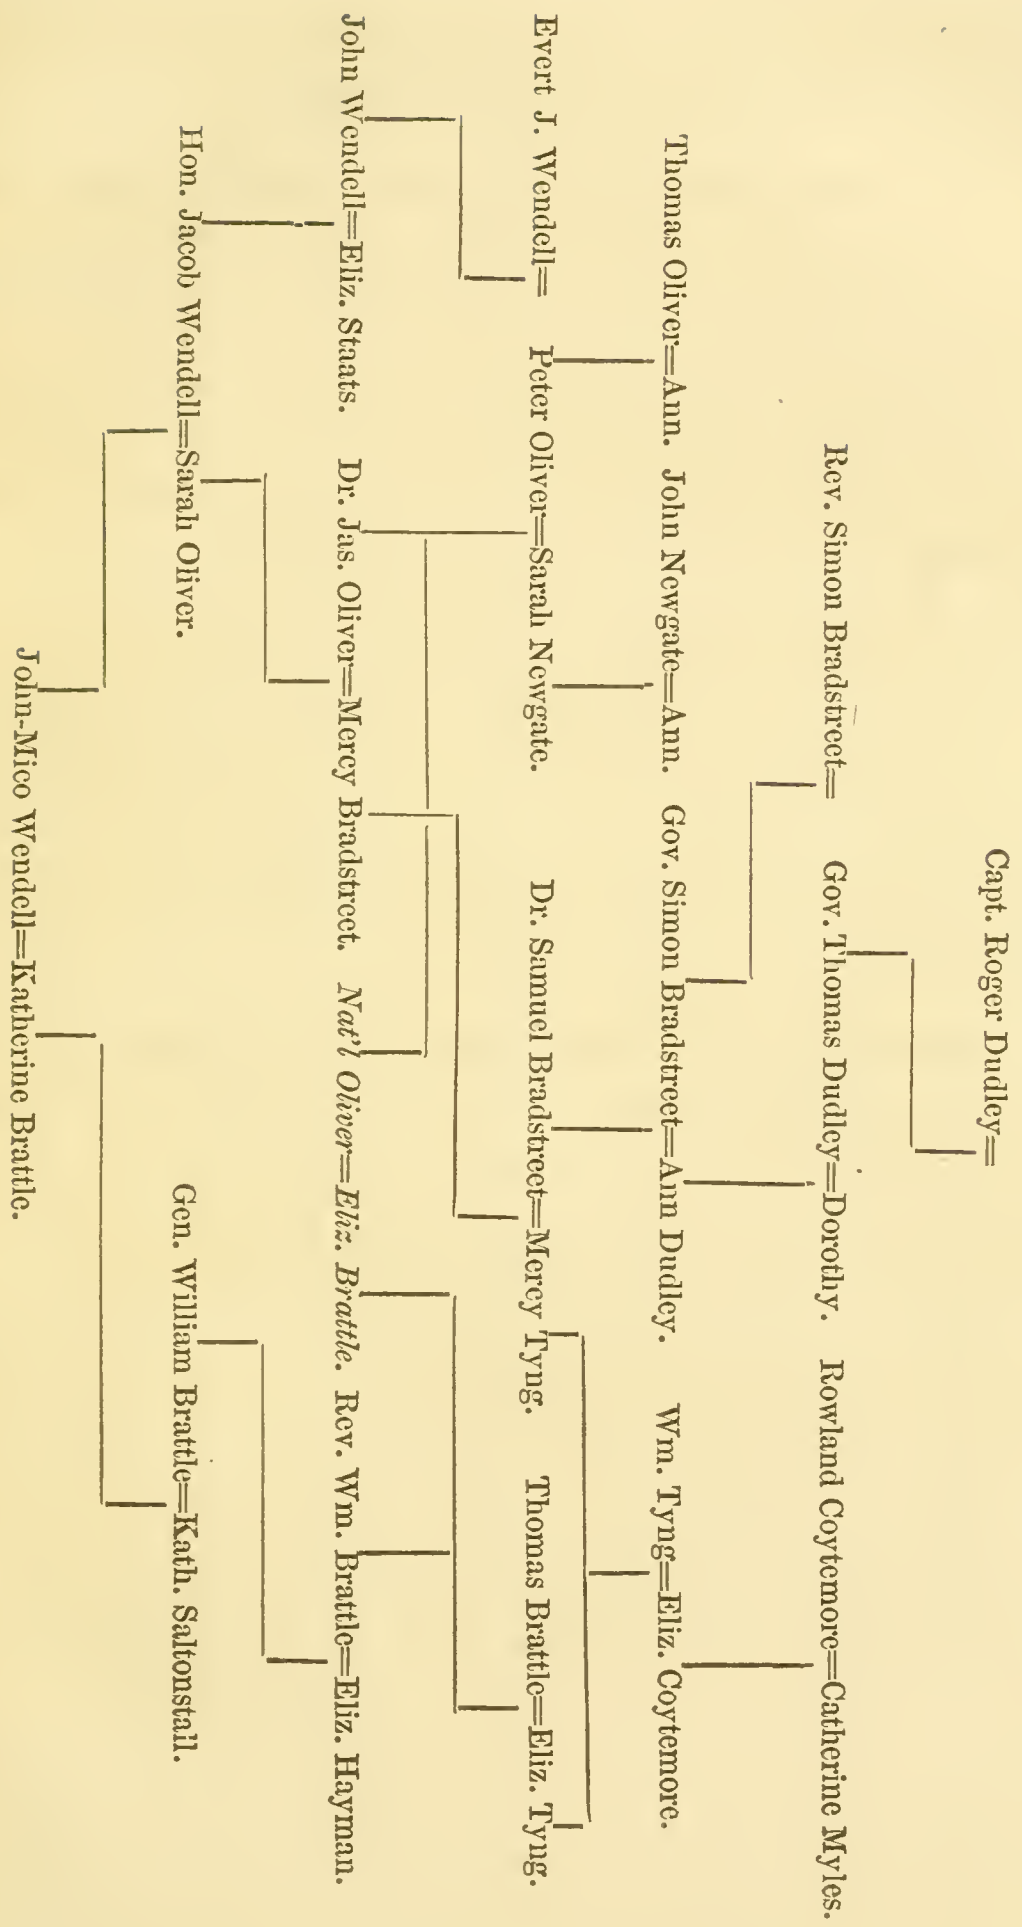 Capt. Roger Dudley=
Rev. Simon Bradstreet= Gov. Thomas Dudley=Dorothy. Rowland Coytemore=Catherine Myles.
Thomas Oliver=Ann. John Newgate=Ann. Gov. Simon Bradstreet=Ann Dudley. Wm. Tyng=Eliz. Coytemore.
Evert J. Wendell= Peter Oliver=Sarah Newgate. Dr. Samuel Bradstreet=Mercy Tyng. Thomas Brattle=Eliz. Tyng.
John Wendell=Eliz. Staats. Dr. Jas. Oliver=Mercy Bradstreet. Nat'l Oliver=Eliz. Brattle. Rev. Wm. Brattle=Eliz. Hayman.
Hon. Jacob Wendell=Sarah Oliver. Gen. William Brattle=Kath. Saltonstall.
John-Mico Wendell=Katherine Brattle.